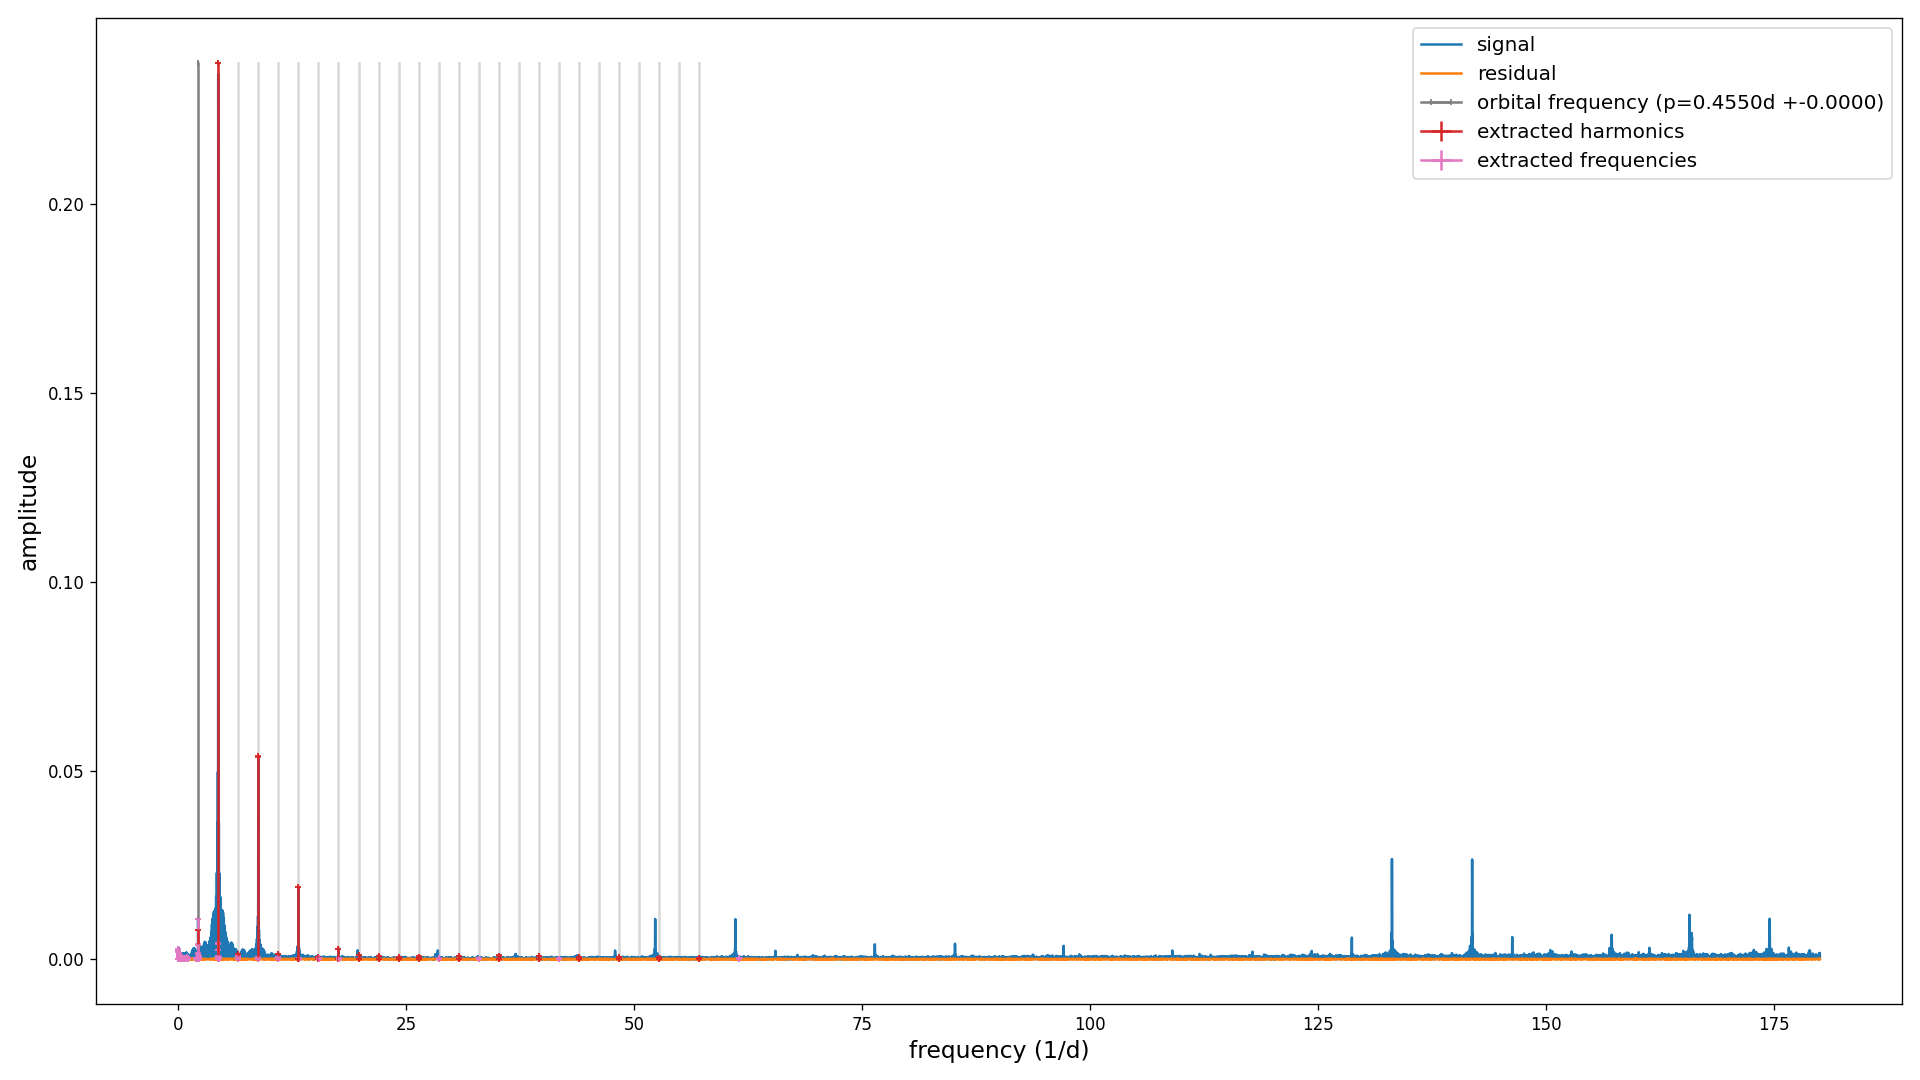 signal
residual
orbital frequency (p=0.4550d +-0.0000)
extracted harmonics
extracted frequencies
amplitude
0.20
0.15
0.10
0.05
0.00
0 25 50 75 100 125 150 175
frequency (1/d)